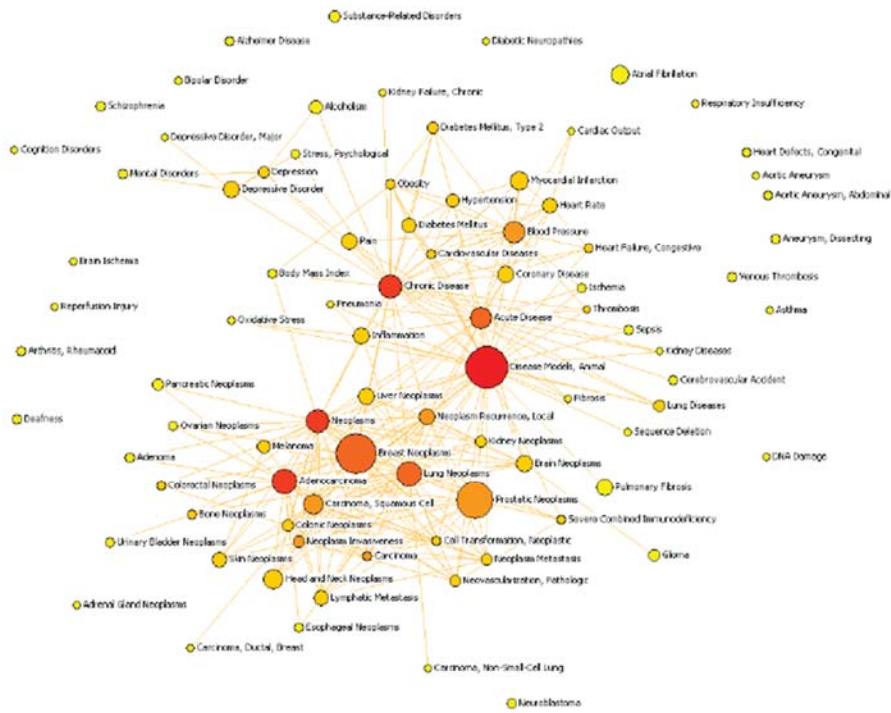 Substance-Related Disorders
Alzheimer Disease
Diabetic Neuropathies
Bipolar Disorder
Atrial Fibrillation
Kidney Failure, Chronic
Schizophrenia
Alcoholism
Respiratory Insufficiency
Diabetes Mellitus, Type 2
Cardiac Output
Depressive Disorder, Major
Cognition Disorders
Stress, Psychological
Heart Defects, Congenital
Mental Disorders
Depression
Aortic Aneurysm
Obesity
Myocardial Infarction
Depressive Disorder
Aortic Aneurysm, Abdominal
Hypertension
Heart Rate
Diabetes Mellitus
Blood Pressure
Pain
Aneurysm, Dissecting
Heart Failure, Congestive
Cardiovascular Diseases
Brain Ischemia
Body Mass Index
Coronary Disease
Venous Thrombosis
Chronic Disease
Ischemia
Reperfusion Injury
Pneumonia
Thrombosis
Asthma
Oxidative Stress
Acute Disease
Sepsis
Inflammation
Arthritis, Rheumatoid
Kidney Diseases
Disease Models, Animal
Cerebrovascular Accident
Pancreatic Neoplasms
Liver Neoplasms
Fibrosis
Lung Diseases
Deafness
Neoplasms
Neoplasm Recurrence, Local
Ovarian Neoplasms
Sequence Deletion
Melanoma
Kidney Neoplasms
Breast Neoplasms
Adenoma
DNA Damage
Brain Neoplasms
Lung Neoplasms
Adenocarcinoma
Colorectal Neoplasms
Pulmonary Fibrosis
Prostatic Neoplasms
Carcinoma, Squamous Cell
Bone Neoplasms
Severe Combined Immunodeficiency
Colonic Neoplasms
Urinary Bladder Neoplasms
Neoplasm Invasiveness
Cell Transformation, Neoplastic
Carcinoma
Glioma
Skin Neoplasms
Neoplasm Metastasis
Head and Neck Neoplasms
Neovascularization, Pathologic
Lymphatic Metastasis
Adrenal Gland Neoplasms
Esophageal Neoplasms
Carcinoma, Ductal, Breast
Carcinoma, Non-Small-Cell Lung
Neuroblastoma